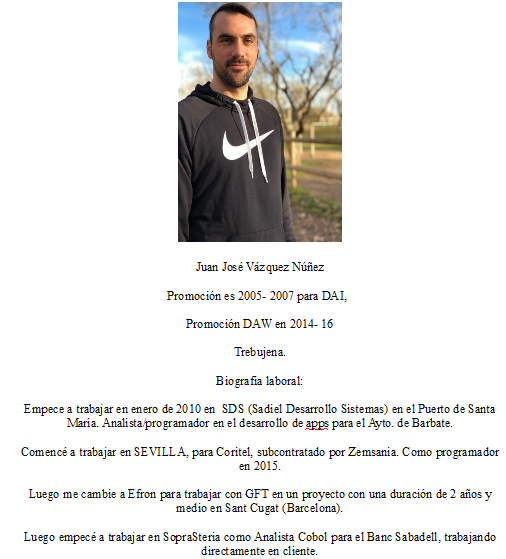 Juan José Vázquez Núñez
Promoción es 2005- 2007 para DAI,
Promoción DAW en 2014- 16
Trebujena.
Biografía laboral:
Empece a trabajar en enero de 2010 en  SDS (Sadiel Desarrollo Sistemas) en el Puerto de Santa
María. Analista/programador en el desarrollo de apps para el Ayto. de Barbate.
Comencé a trabajar en SEVILLA, para Coritel, subcontratado por Zemsania. Como programador
en 2015.
Luego me cambie a Efron para trabajar con GFT en un proyecto con una duración de 2 años y
medio en Sant Cugat (Barcelona).
Luego empecé a trabajar en SopraSteria como Analista Cobol para el Banc Sabadell, trabajando
directamente en cliente.